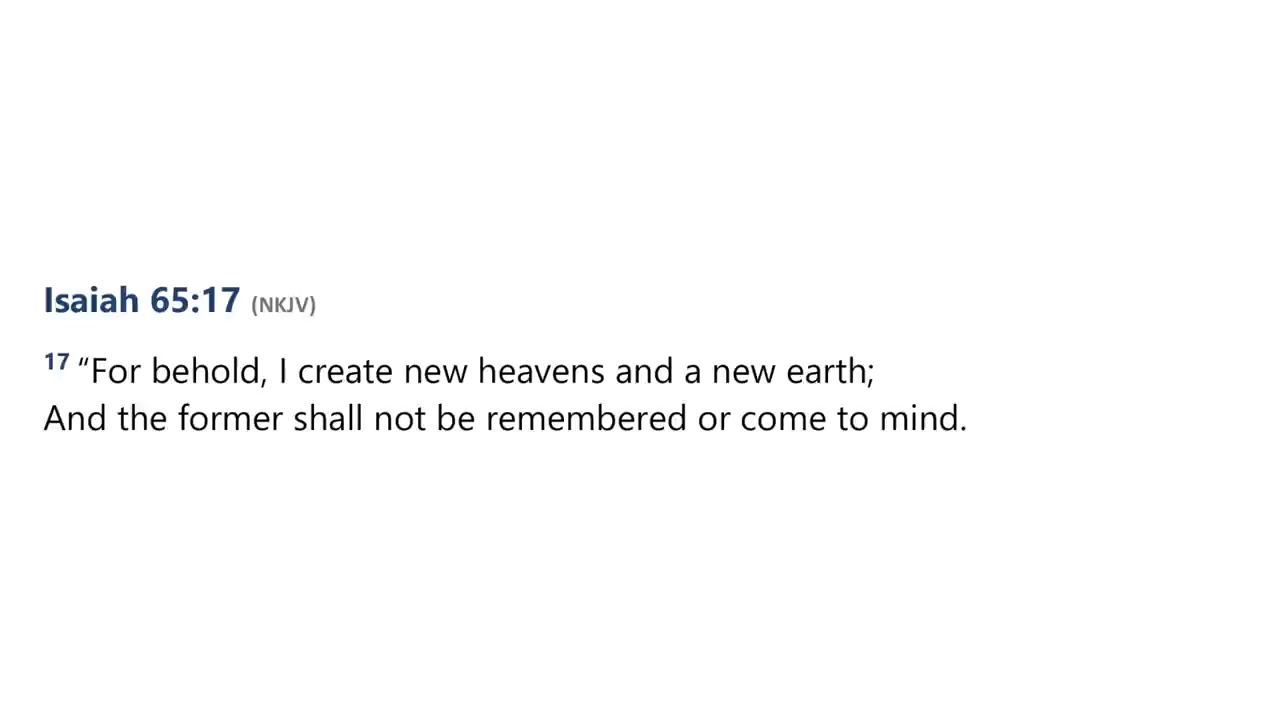 Isaiah 65:17 (NKJV)
17 “For behold, I create new heavens and a new earth;
And the former shall not be remembered or come to mind.